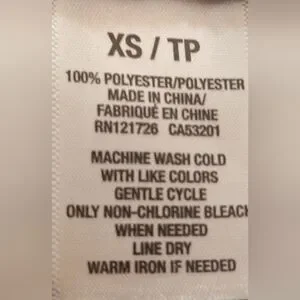 XS / TP
100% POLYESTER/POLYESTER
MADE IN CHINA/
FABRIQUÉ EN CHINE
RN121726 CA53201
MACHINE WASH COLD
WITH LIKE COLORS
GENTLE CYCLE
ONLY NON-CHLORINE BLEACH
WHEN NEEDED
LINE DRY
WARM IRON IF NEEDED